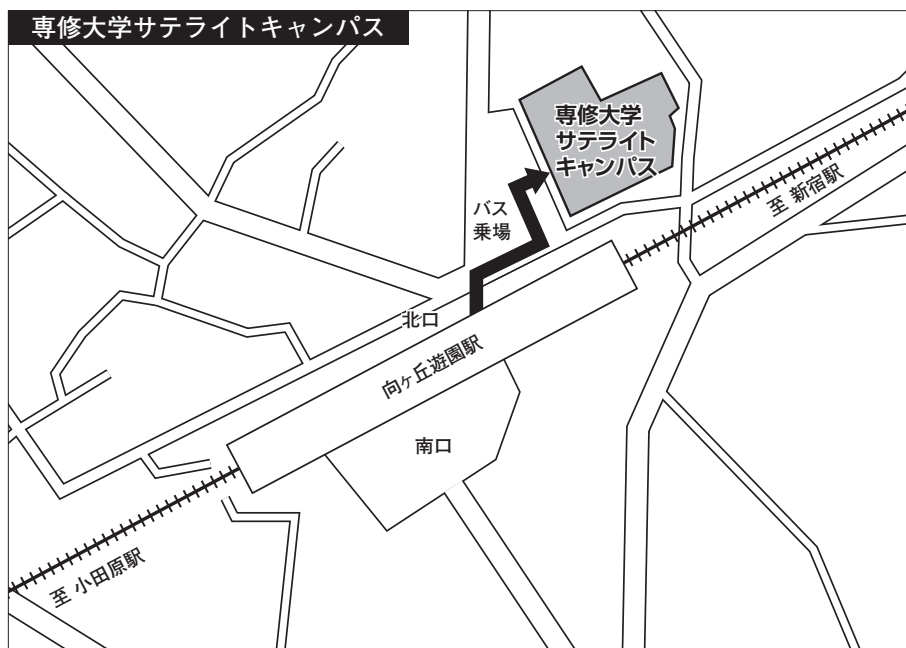 専修大学サテライトキャンパス
専修大学
サテライト
キャンパス
至 新宿駅
バス
乗場
北口
向ヶ丘遊園駅
南口
至 小田原駅